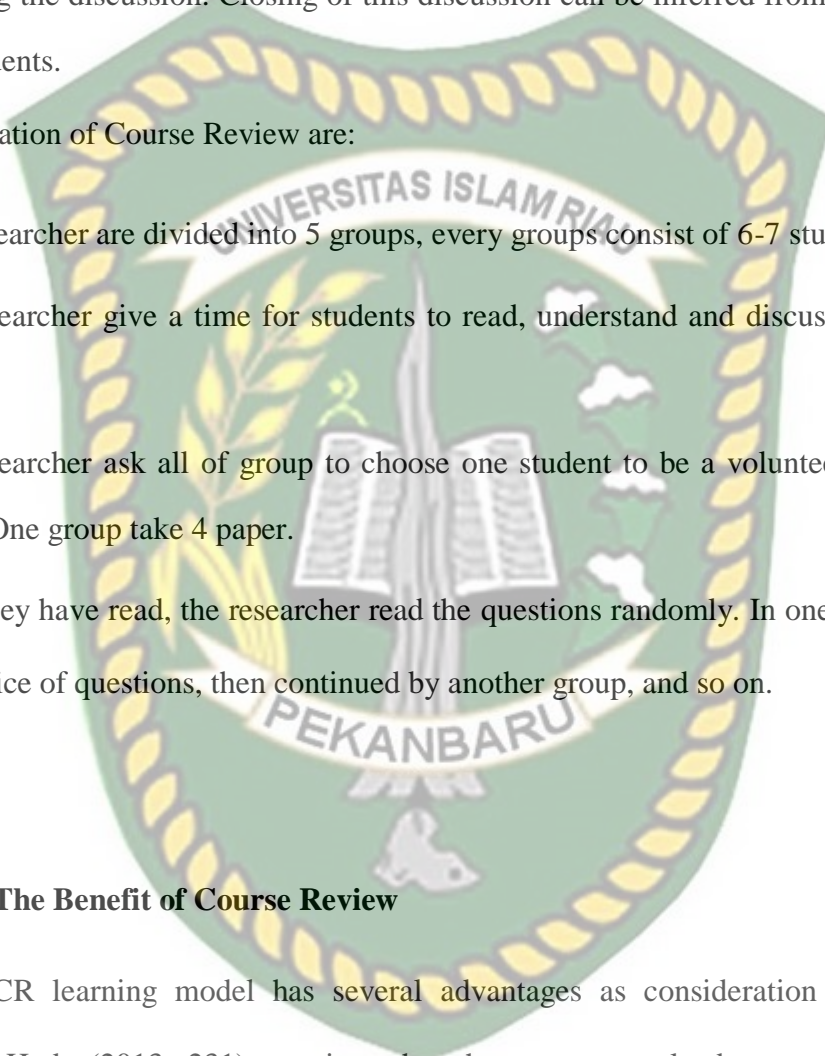 the discussion. Closing of this discussion can be inferred from
ation of Course Review are:
UNIVERSITAS ISLAM RIAU
earcher are divided into 5 groups, every groups consist of 6-7 stu
earcher give a time for students to read, understand and discus
earcher ask all of group to choose one student to be a voluntee
One group take 4 paper.
ey have read, the researcher read the questions randomly. In one
ice of questions, then continued by another group, and so on.
PEKANBARU
The Benefit of Course Review
CR learning model has several advantages as consideration